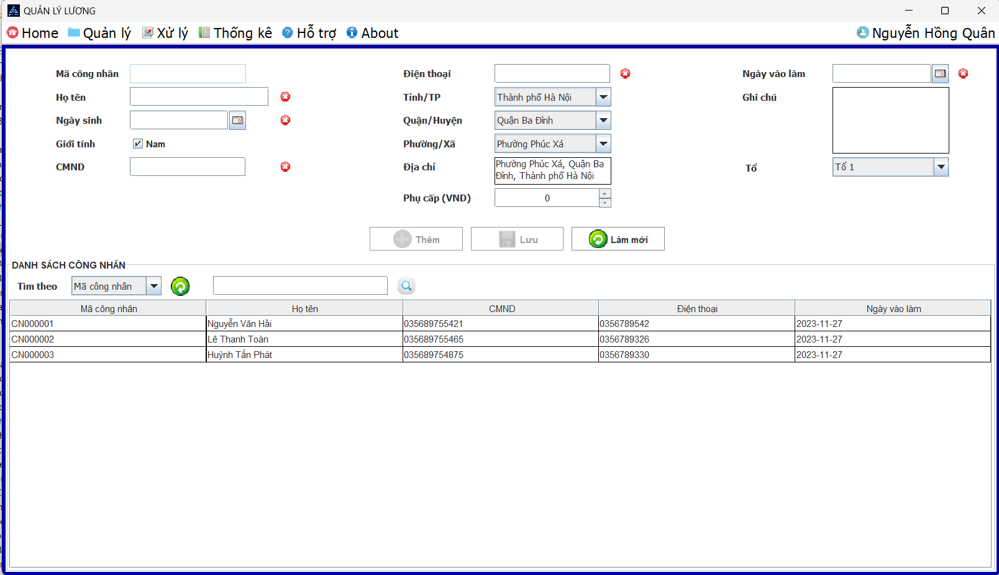 QUẢN LÝ LƯƠNG
Home Quản lý Xử lý Thống kê Hỗ trợ About Nguyễn Hồng Quân
Mã công nhân
Họ tên
Ngày sinh
Giới tính Nam
CMND
Điện thoại
Tỉnh/TP Thành phố Hà Nội
Quận/Huyện Quận Ba Đình
Phường/Xã Phường Phúc Xá
Địa chỉ Phường Phúc Xá, Quận Ba
Đình, Thành phố Hà Nội
Phụ cấp (VND) 0
Ngày vào làm
Ghi chú
Tổ Tổ 1
Thêm Lưu Làm mới
DANH SÁCH CÔNG NHÂN
Tìm theo Mã công nhân
Mã công nhân Họ tên CMND Điện thoại Ngày vào làm
CN000001 Nguyễn Văn Hải 035689755421 0356789542 2023-11-27
CN000002 Lê Thanh Toàn 035689755465 0356789326 2023-11-27
CN000003 Huỳnh Tấn Phát 035689754875 0356789330 2023-11-27